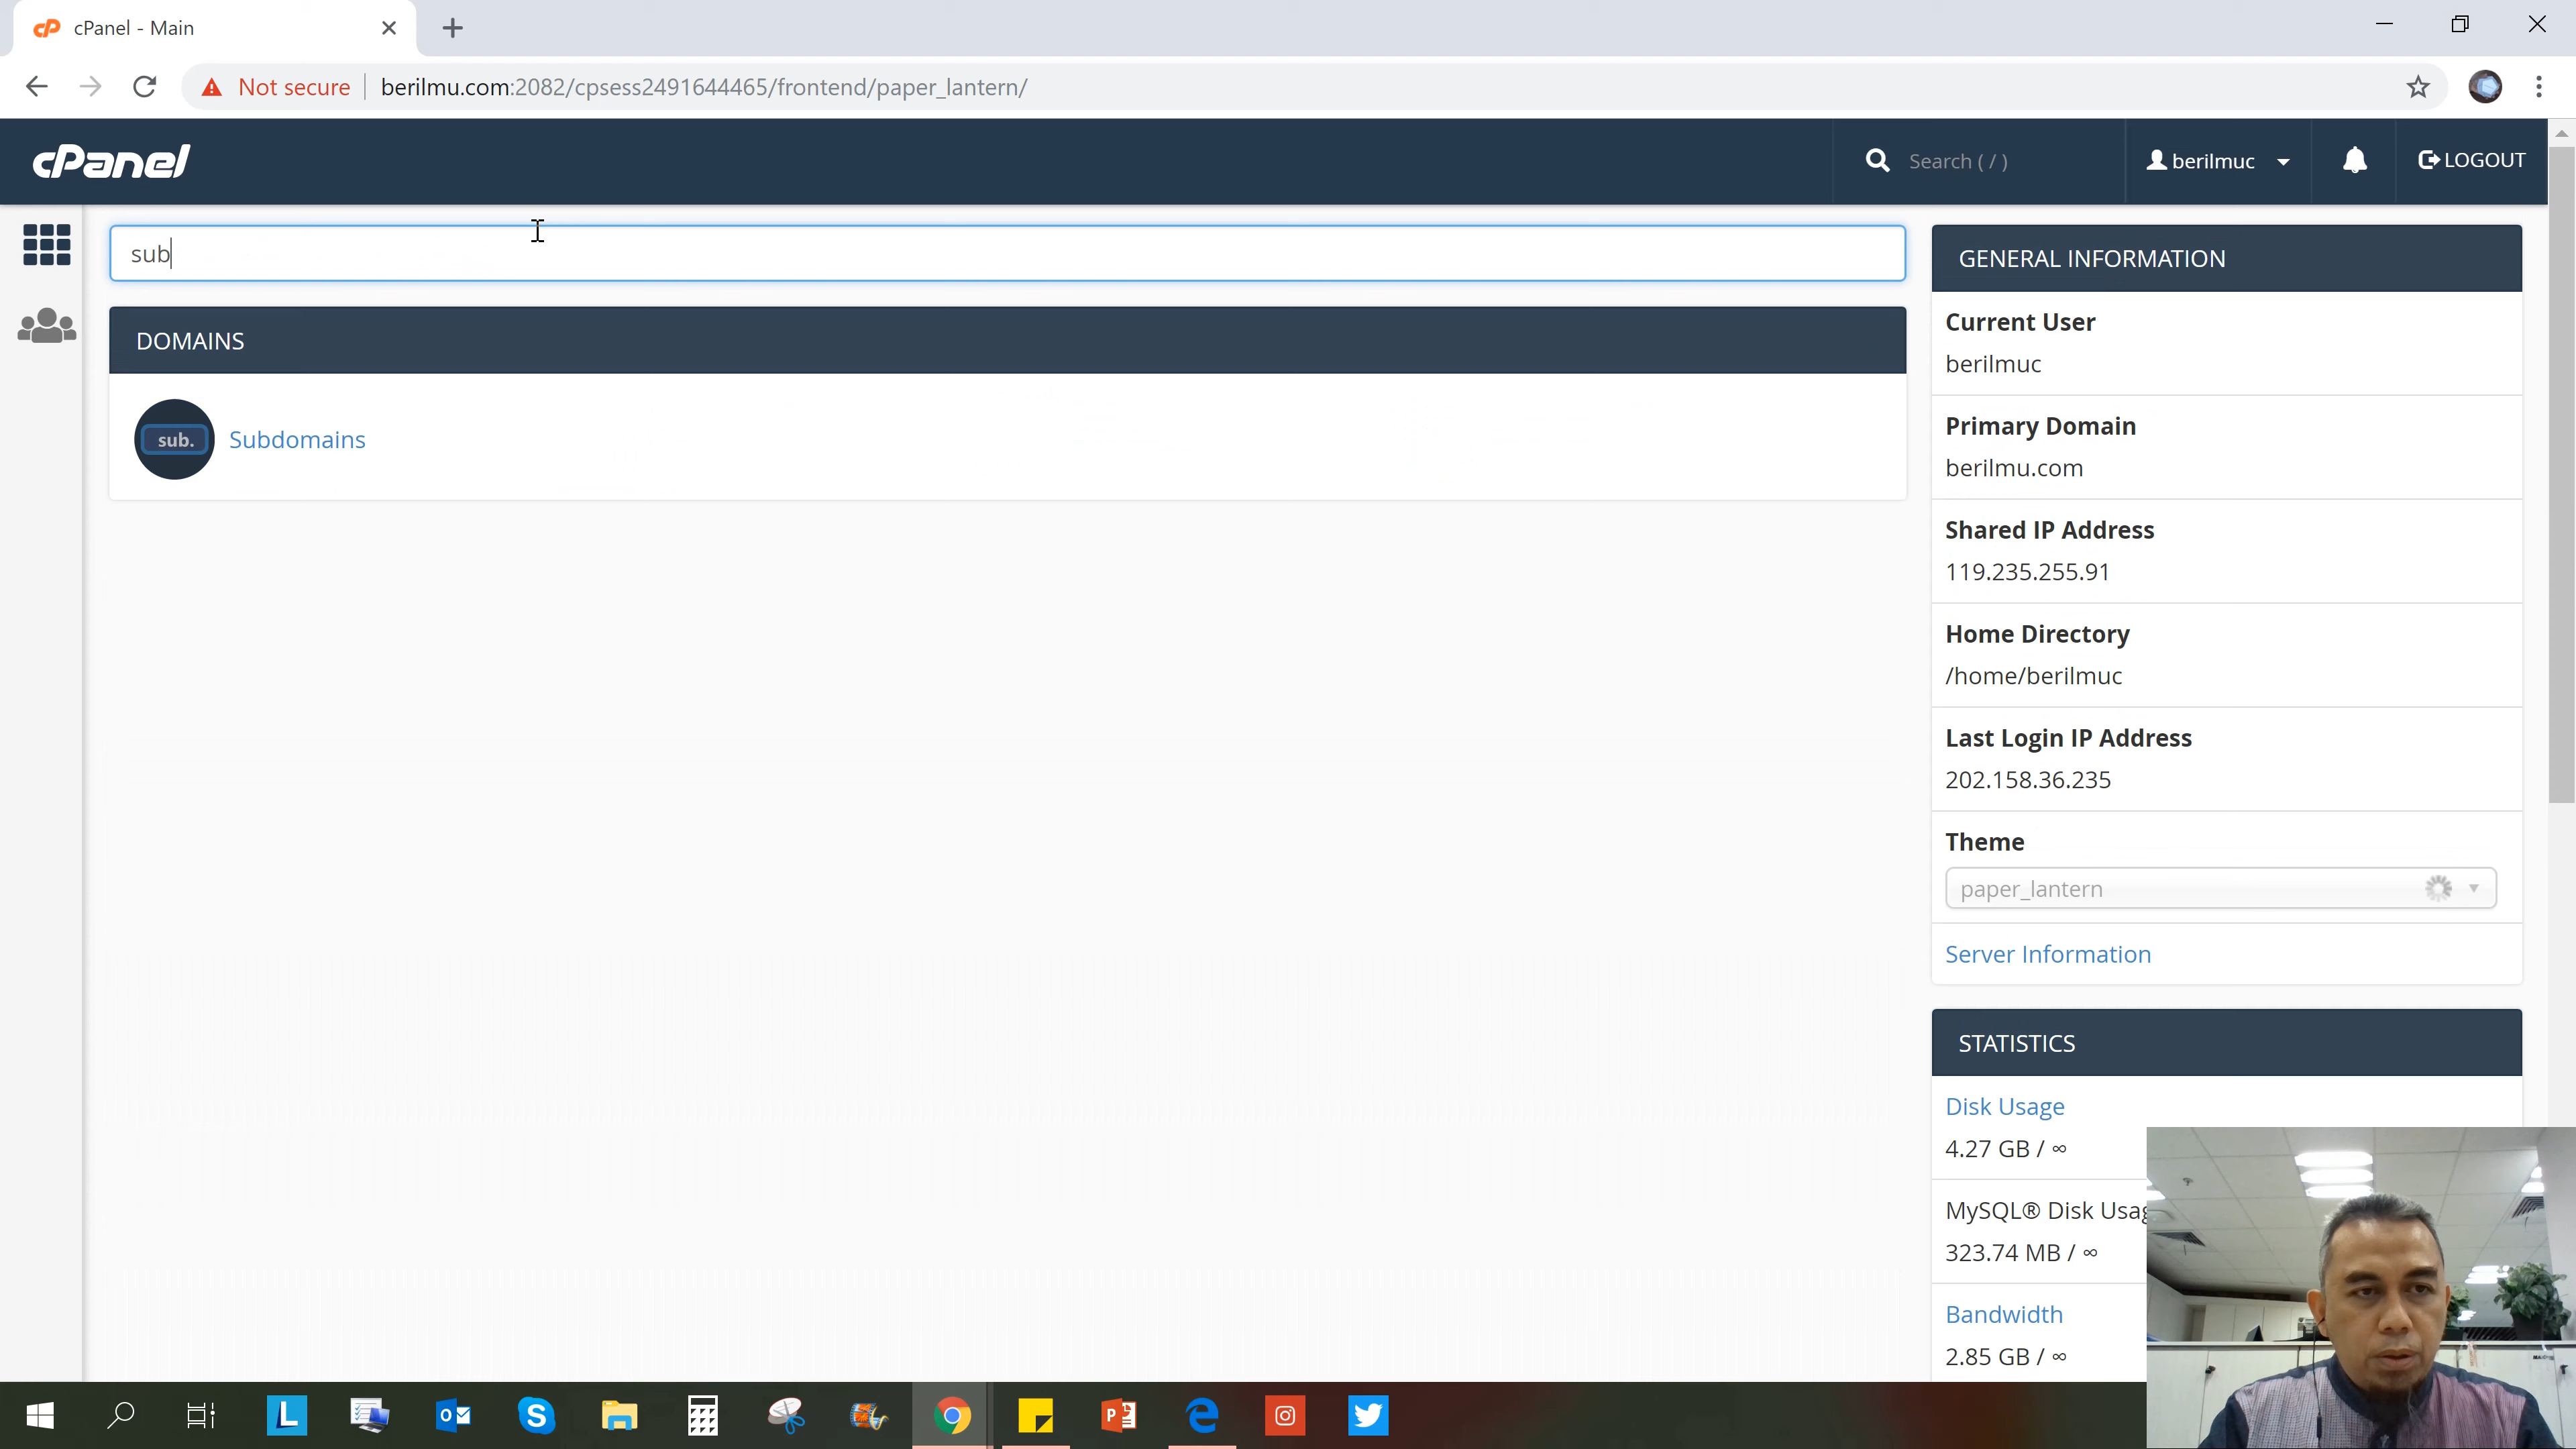 cPanel - Main
Not secure
berilmu.com:2082/cpsess2491644465/frontend/paper_lantern/
cPanel
Search ( / )
berilmuc
LOGOUT
sub
DOMAINS
sub.
Subdomains
GENERAL INFORMATION
Current User
berilmuc
Primary Domain
berilmu.com
Shared IP Address
119.235.255.91
Home Directory
/home/berilmuc
Last Login IP Address
202.158.36.235
Theme
paper_lantern
Server Information
STATISTICS
Disk Usage
4.27 GB / ∞
MySQL® Disk Usag
323.74 MB / ∞
Bandwidth
2.85 GB / ∞